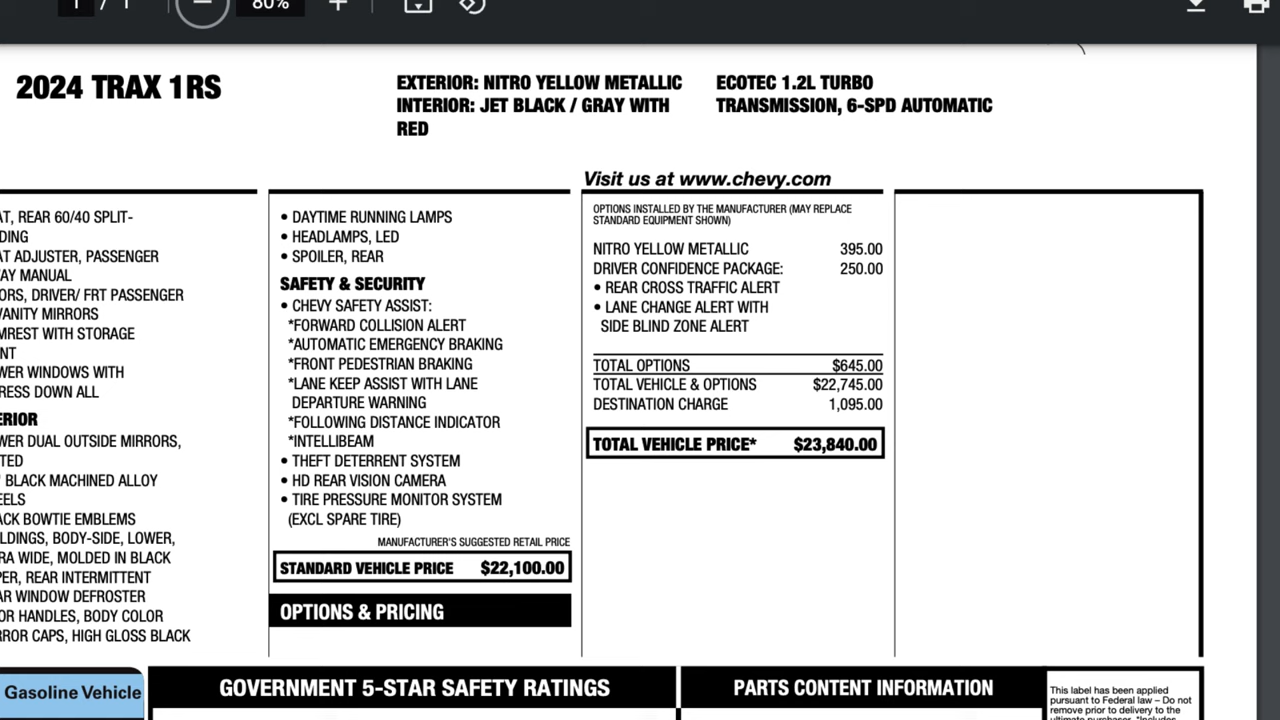 1 / 1
80%
2024 TRAX 1RS
EXTERIOR: NITRO YELLOW METALLIC
INTERIOR: JET BLACK / GRAY WITH
RED
ECOTEC 1.2L TURBO
TRANSMISSION, 6-SPD AUTOMATIC
AT, REAR 60/40 SPLIT-
DING
AT ADJUSTER, PASSENGER
AY MANUAL
ORS, DRIVER/ FRT PASSENGER
VANITY MIRRORS
MREST WITH STORAGE
NT
WER WINDOWS WITH
RESS DOWN ALL
ERIOR
WER DUAL OUTSIDE MIRRORS,
TED
" BLACK MACHINED ALLOY
EELS
ACK BOWTIE EMBLEMS
LDINGS, BODY-SIDE, LOWER,
RA WIDE, MOLDED IN BLACK
PER, REAR INTERMITTENT
AR WINDOW DEFROSTER
OR HANDLES, BODY COLOR
RROR CAPS, HIGH GLOSS BLACK
• DAYTIME RUNNING LAMPS
• HEADLAMPS, LED
• SPOILER, REAR
SAFETY & SECURITY
• CHEVY SAFETY ASSIST:
*FORWARD COLLISION ALERT
*AUTOMATIC EMERGENCY BRAKING
*FRONT PEDESTRIAN BRAKING
*LANE KEEP ASSIST WITH LANE
DEPARTURE WARNING
*FOLLOWING DISTANCE INDICATOR
*INTELLIBEAM
• THEFT DETERRENT SYSTEM
• HD REAR VISION CAMERA
• TIRE PRESSURE MONITOR SYSTEM
(EXCL SPARE TIRE)
MANUFACTURER'S SUGGESTED RETAIL PRICE
STANDARD VEHICLE PRICE $22,100.00
OPTIONS & PRICING
Visit us at www.chevy.com
OPTIONS INSTALLED BY THE MANUFACTURER (MAY REPLACE
STANDARD EQUIPMENT SHOWN)
NITRO YELLOW METALLIC 395.00
DRIVER CONFIDENCE PACKAGE: 250.00
• REAR CROSS TRAFFIC ALERT
• LANE CHANGE ALERT WITH
SIDE BLIND ZONE ALERT
TOTAL OPTIONS $645.00
TOTAL VEHICLE & OPTIONS $22,745.00
DESTINATION CHARGE 1,095.00
TOTAL VEHICLE PRICE* $23,840.00
Gasoline Vehicle
GOVERNMENT 5-STAR SAFETY RATINGS
PARTS CONTENT INFORMATION
This label has been applied
pursuant to Federal law – Do not
remove prior to delivery to the
ultimate purchaser. *Includes